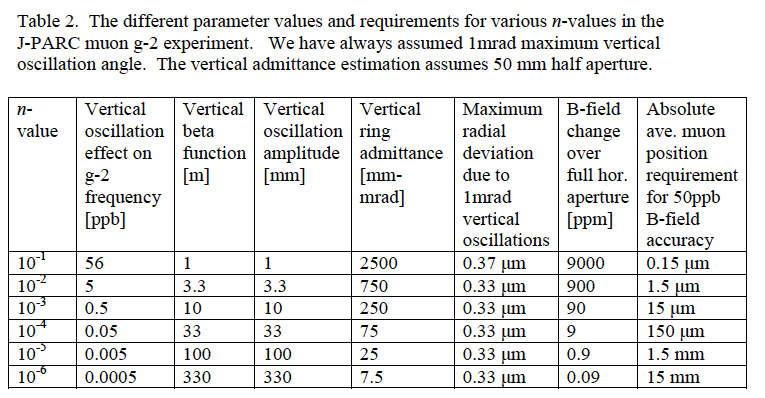 Table 2. The different parameter values and requirements for various n-values in the
J-PARC muon g-2 experiment. We have always assumed 1mrad maximum vertical
oscillation angle. The vertical admittance estimation assumes 50 mm half aperture.
n- Vertical Vertical Vertical Vertical Maximum B-field Absolute
value oscillation beta oscillation ring radial change ave. muon
effect on function amplitude admittance deviation over position
g-2 [m] [mm] [mm- due to full hor. requirement
frequency mrad] 1mrad aperture for 50ppb
[ppb] vertical [ppm] B-field
oscillations accuracy
10⁻¹ 56 1 1 2500 0.37 μm 9000 0.15 μm
10⁻² 5 3.3 3.3 750 0.33 μm 900 1.5 μm
10⁻³ 0.5 10 10 250 0.33 μm 90 15 μm
10⁻⁴ 0.05 33 33 75 0.33 μm 9 150 μm
10⁻⁵ 0.005 100 100 25 0.33 μm 0.9 1.5 mm
10⁻⁶ 0.0005 330 330 7.5 0.33 μm 0.09 15 mm